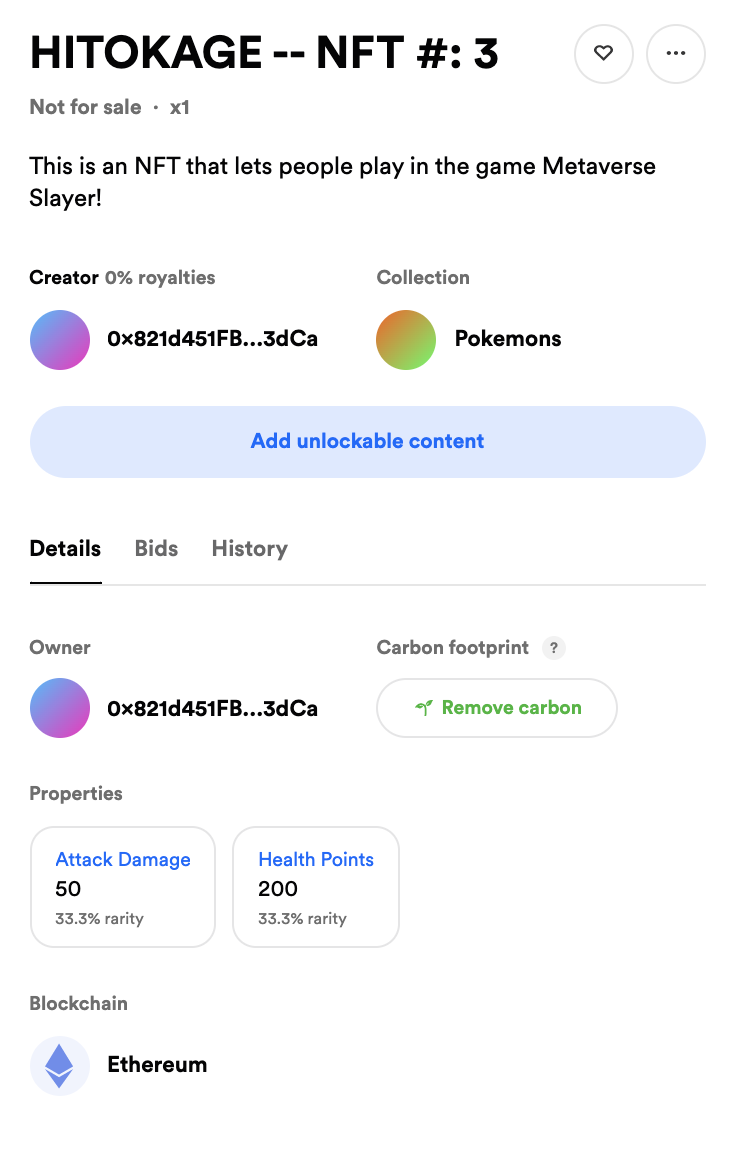 HITOKAGE -- NFT #: 3
Not for sale · x1
This is an NFT that lets people play in the game Metaverse
Slayer!
Creator 0% royalties
Collection
0x821d451FB...3dCa
Pokemons
Add unlockable content
Details Bids History
Owner
Carbon footprint ?
0x821d451FB...3dCa
Remove carbon
Properties
Attack Damage
50
33.3% rarity
Health Points
200
33.3% rarity
Blockchain
Ethereum